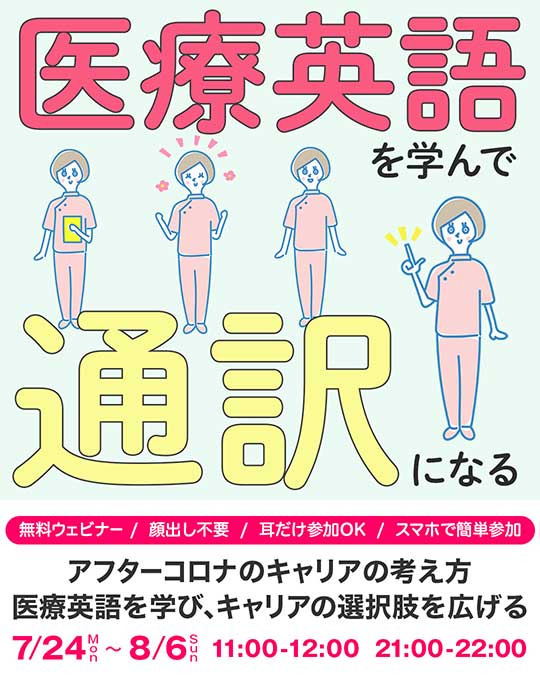 医療英語
を学んで
通訳
になる
無料ウェビナー / 顔出し不要 / 耳だけ参加OK / スマホで簡単参加
アフターコロナのキャリアの考え方
医療英語を学び、キャリアの選択肢を広げる
7/24 Mon ～ 8/6 Sun 11:00-12:00 21:00-22:00